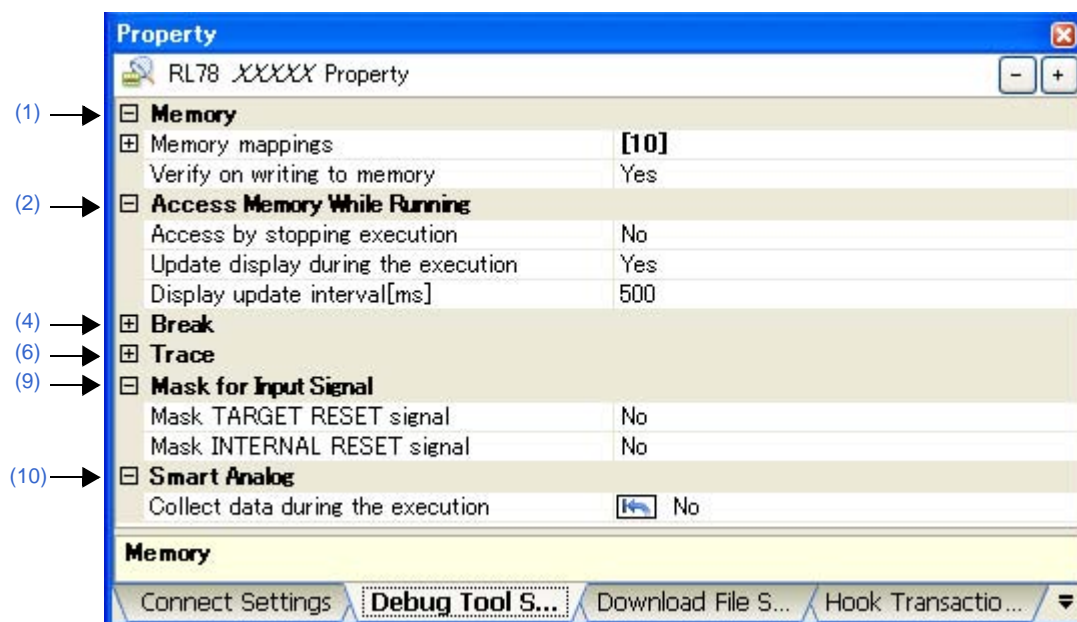 Property
RL78 XXXXX Property
(1) Memory
Memory mappings [10]
Verify on writing to memory Yes
(2) Access Memory While Running
Access by stopping execution No
Update display during the execution Yes
Display update interval[ms] 500
(4) Break
(6) Trace
(9) Mask for Input Signal
Mask TARGET RESET signal No
Mask INTERNAL RESET signal No
(10) Smart Analog
Collect data during the execution No
Memory
Connect Settings Debug Tool S... Download File S... Hook Transactio...